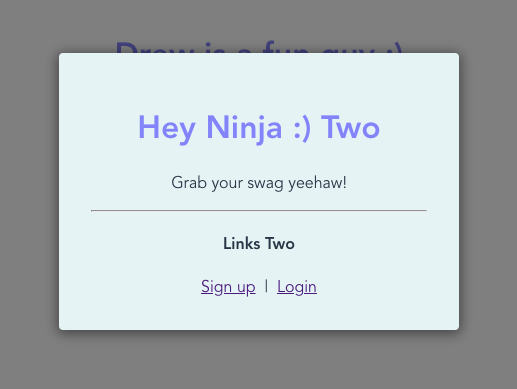 Drew is a fun guy :)
Hey Ninja :) Two
Grab your swag yeehaw!
Links Two
Sign up | Login